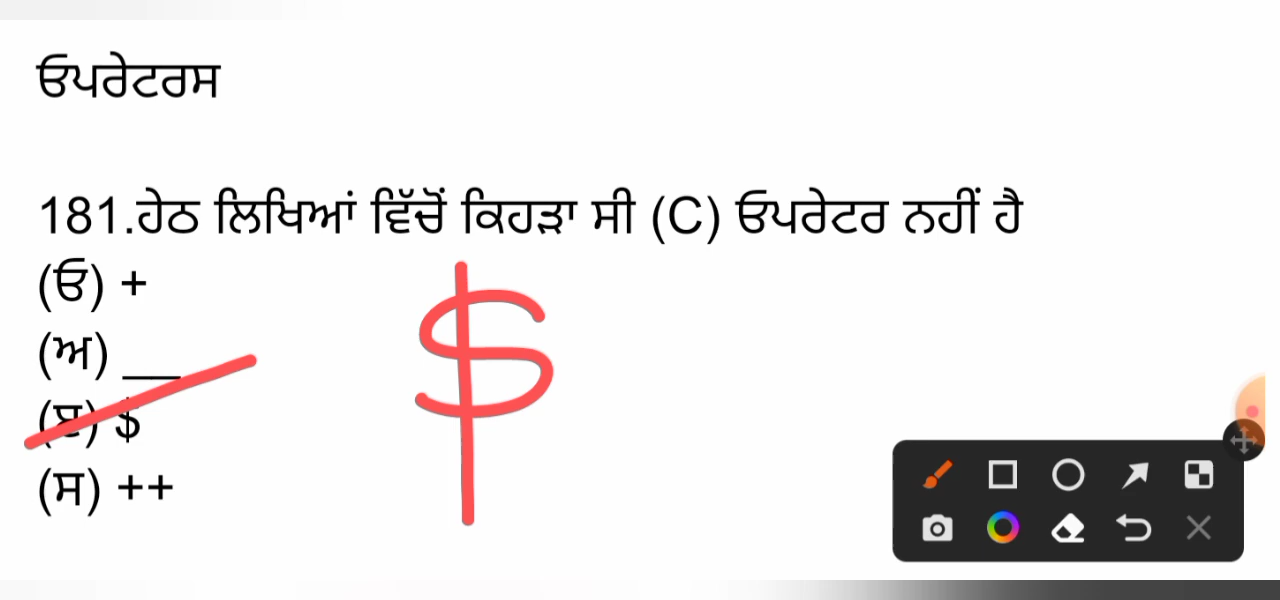 ਓਪਰੇਟਰਸ
181.ਹੇਠ ਲਿਖਿਆਂ ਵਿੱਚੋਂ ਕਿਹੜਾ ਸੀ (C) ਓਪਰੇਟਰ ਨਹੀਂ ਹੈ
(ਓ) +
(ਅ) __
(ੲ) $
(ਸ) ++
$